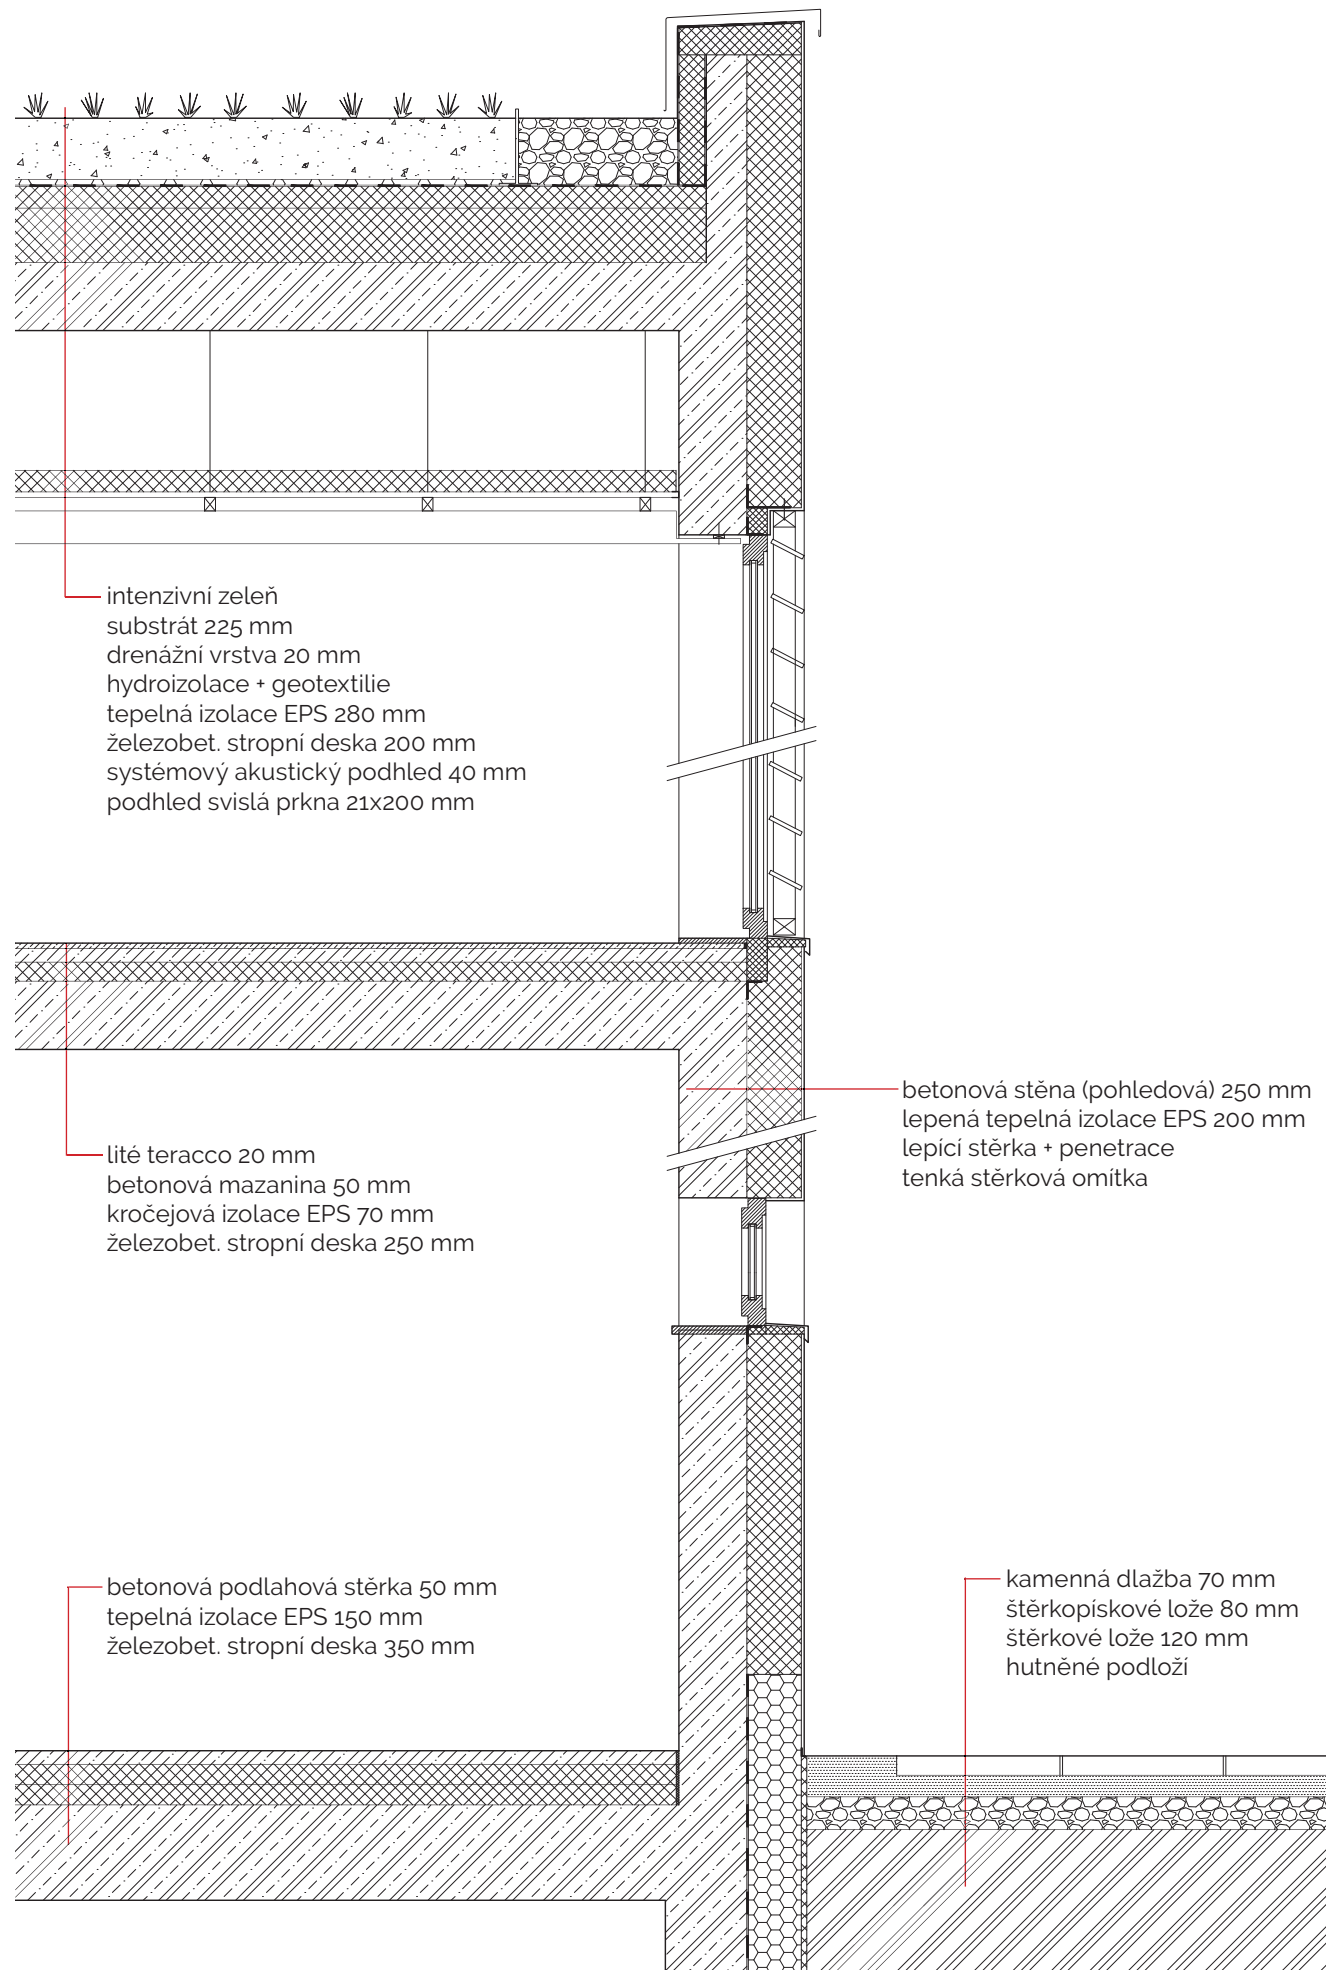 intenzivní zeleň
substrát 225 mm
drenážní vrstva 20 mm
hydroizolace + geotextilie
tepelná izolace EPS 280 mm
železobet. stropní deska 200 mm
systémový akustický podhled 40 mm
podhled svislá prkna 21x200 mm
betonová stěna (pohledová) 250 mm
lepená tepelná izolace EPS 200 mm
lepící stěrka + penetrace
tenká stěrková omítka
lité teracco 20 mm
betonová mazanina 50 mm
kročejová izolace EPS 70 mm
železobet. stropní deska 250 mm
betonová podlahová stěrka 50 mm
tepelná izolace EPS 150 mm
železobet. stropní deska 350 mm
kamenná dlažba 70 mm
štěrkopískové lože 80 mm
štěrkové lože 120 mm
hutněné podloží